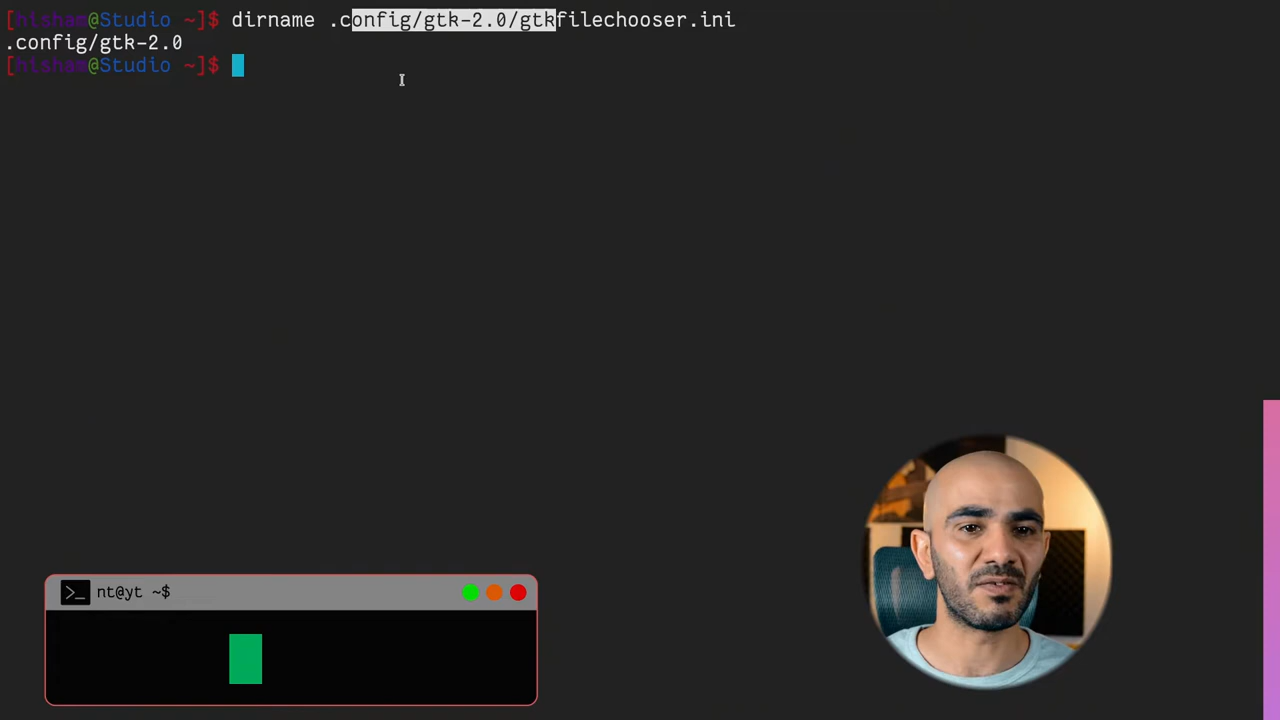 [hisham@Studio ~]$ dirname .config/gtk-2.0/gtkfilechooser.ini
.config/gtk-2.0
[hisham@Studio ~]$
>_ nt@yt ~$